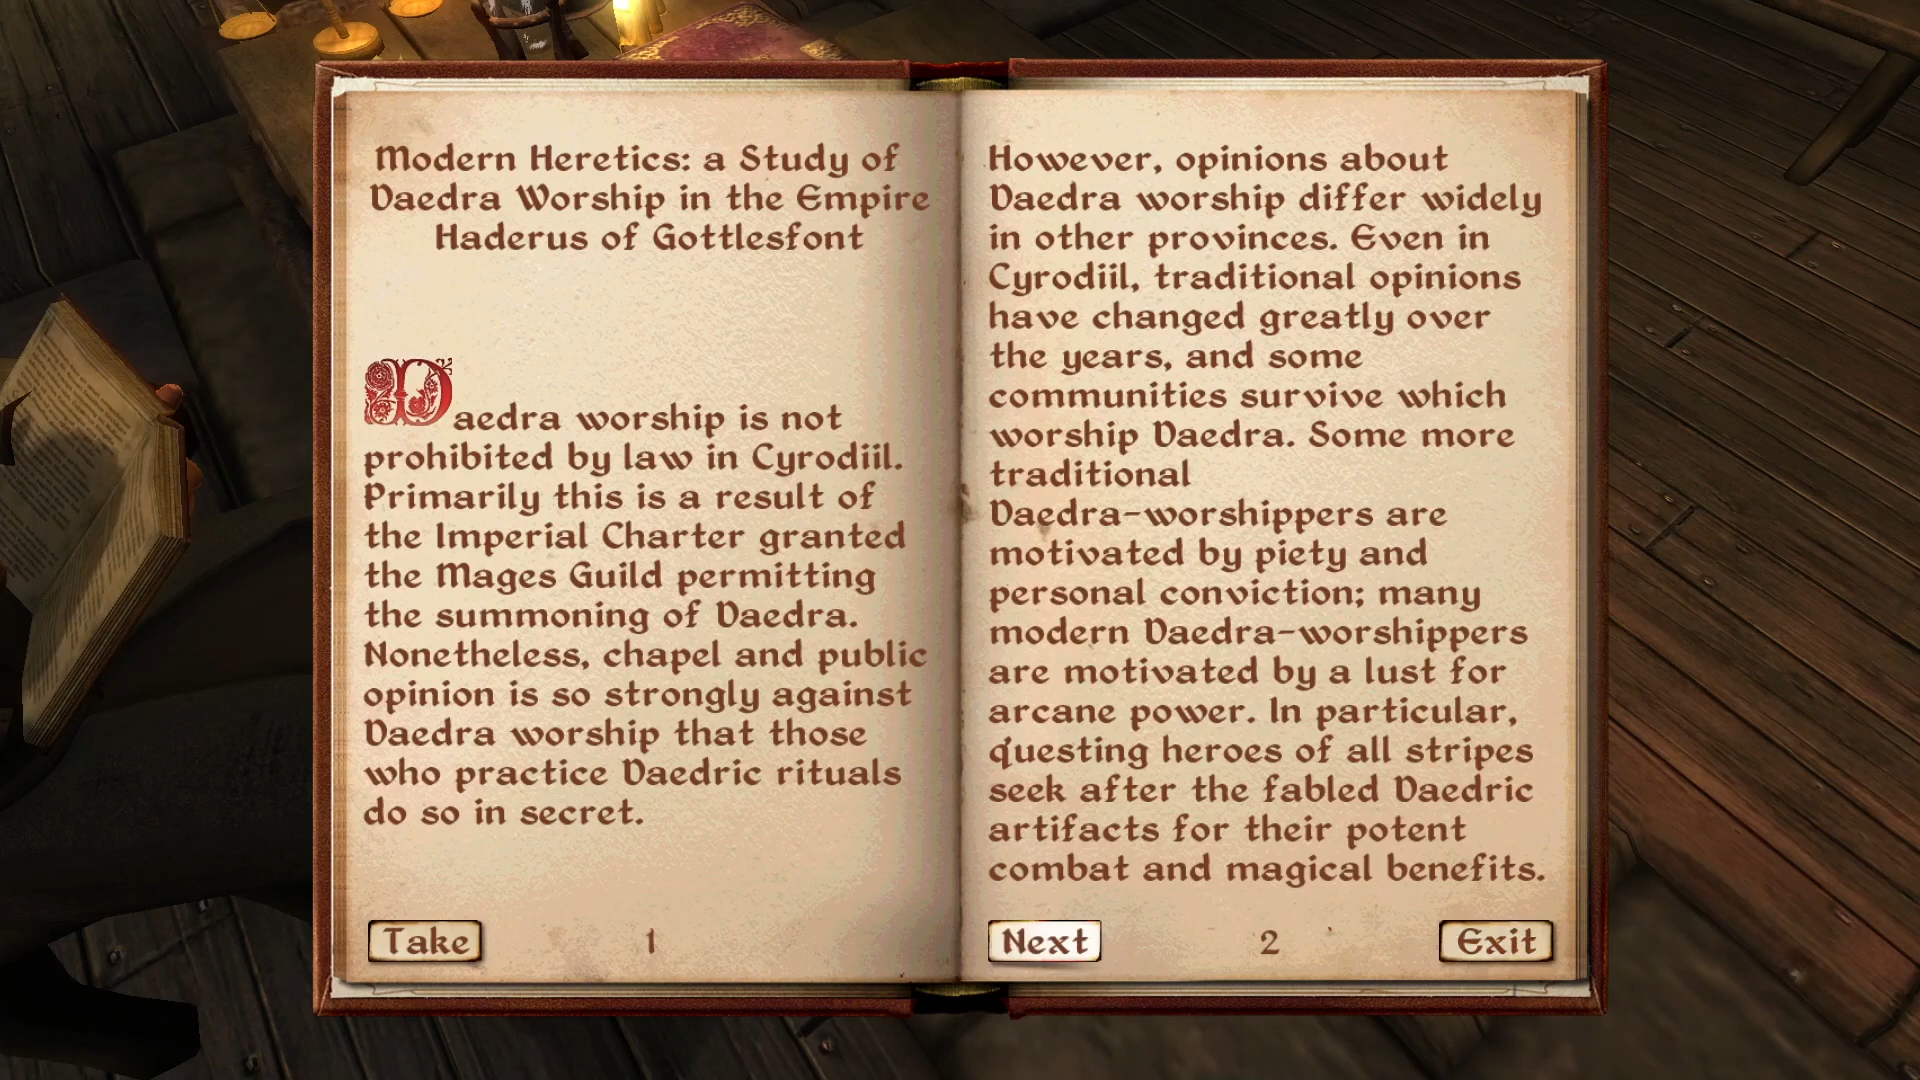 Modern Heretics: a Study of
Daedra Worship in the Empire
Haderus of Gottlesfont
Daedra worship is not
prohibited by law in Cyrodiil.
Primarily this is a result of
the Imperial Charter granted
the Mages Guild permitting
the summoning of Daedra.
Nonetheless, chapel and public
opinion is so strongly against
Daedra worship that those
who practice Daedric rituals
do so in secret.
Take
1
However, opinions about
Daedra worship differ widely
in other provinces. Even in
Cyrodiil, traditional opinions
have changed greatly over
the years, and some
communities survive which
worship Daedra. Some more
traditional
Daedra-worshippers are
motivated by piety and
personal conviction; many
modern Daedra-worshippers
are motivated by a lust for
arcane power. In particular,
questing heroes of all stripes
seek after the fabled Daedric
artifacts for their potent
combat and magical benefits.
Next
2
Exit